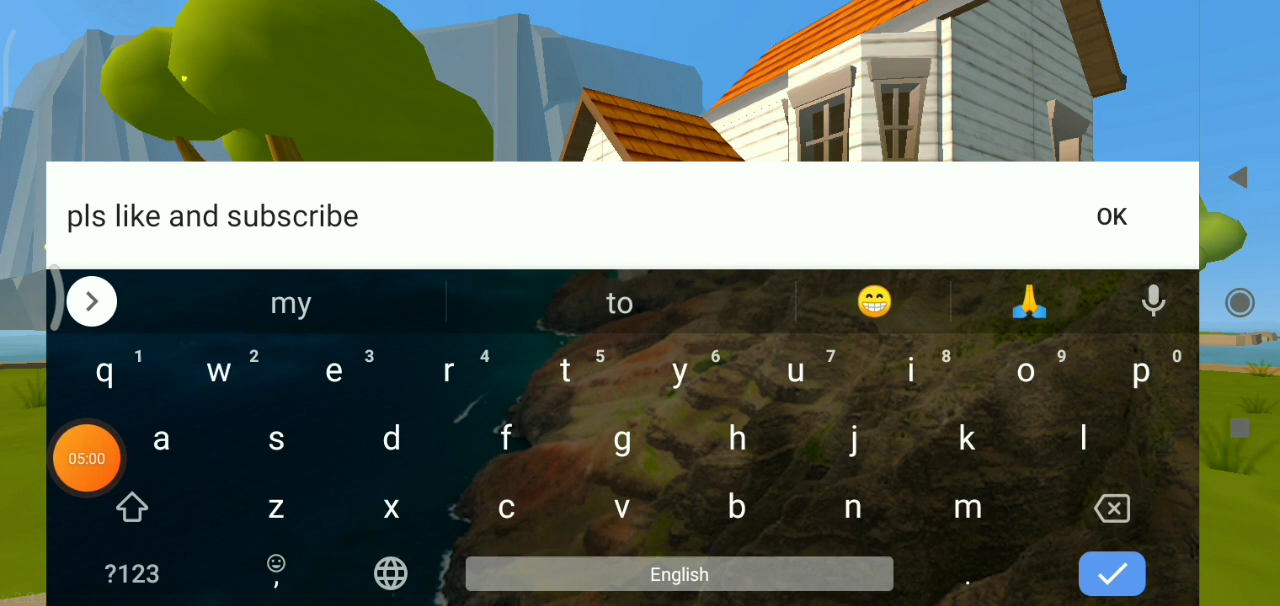 pls like and subscribe
OK
my to
q 1 w 2 e 3 r 4 t 5 y 6 u 7 i 8 o 9 p 0
05:00
a s d f g h j k l
z x c v b n m
?123 , English .